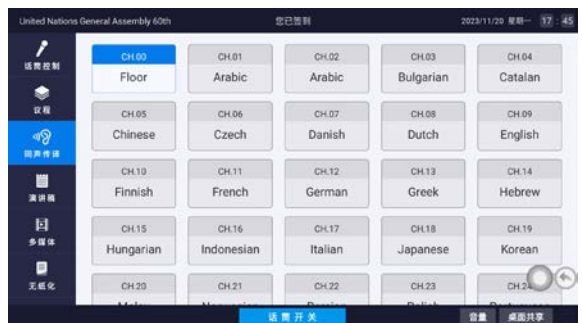 United Nations General Assembly 60th
您已签到
2023/11/20 星期一 17 : 45
话筒控制
议程
同声传译
演讲稿
多媒体
无纸化
CH.00
Floor
CH.01
Arabic
CH.02
Arabic
CH.03
Bulgarian
CH.04
Catalan
CH.05
Chinese
CH.06
Czech
CH.07
Danish
CH.08
Dutch
CH.09
English
CH.10
Finnish
CH.11
French
CH.12
German
CH.13
Greek
CH.14
Hebrew
CH.15
Hungarian
CH.16
Indonesian
CH.17
Italian
CH.18
Japanese
CH.19
Korean
CH.20
CH.21
CH.22
CH.23
CH.24
话筒开关
音量
桌面共享